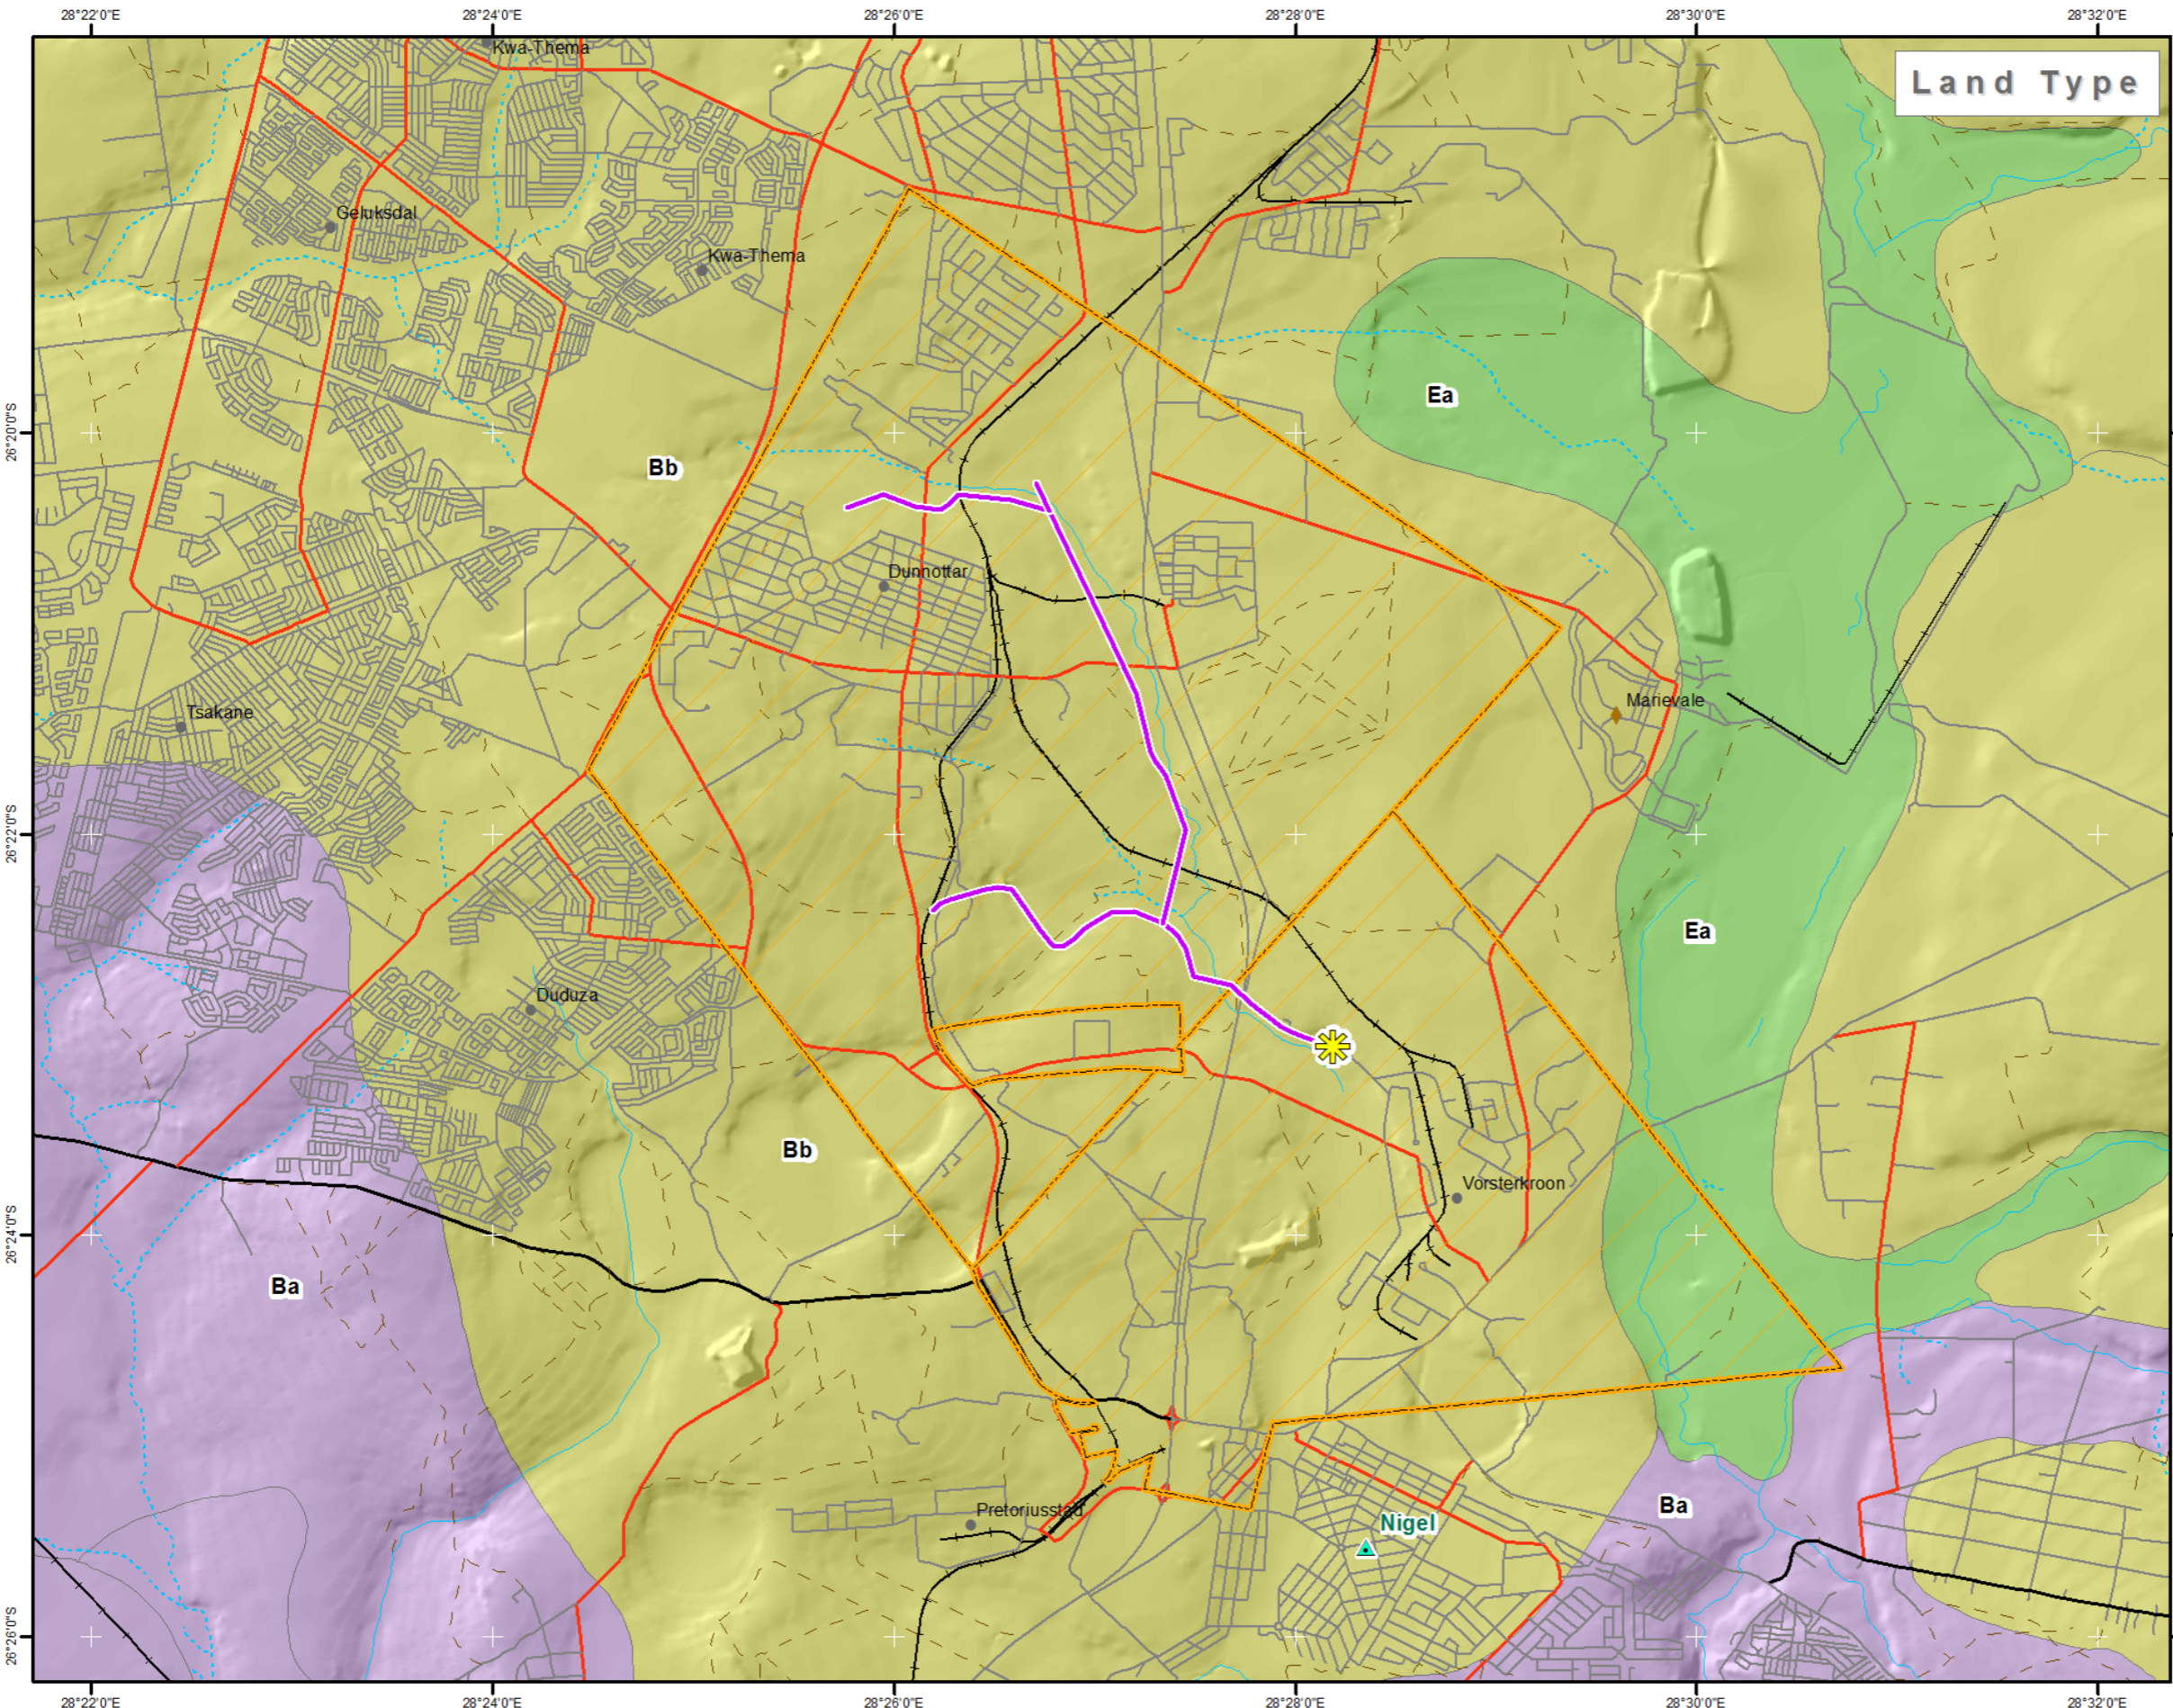 28°22'0"E 28°24'0"E 28°26'0"E 28°28'0"E 28°30'0"E 28°32'0"E
Kwa-Thema
Land Type
Geluksdal
Kwa-Thema
Ea
26°20'0"S
Bb
Dunnottar
Marievale
Tsakane
26°22'0"S
Ea
Duduza
Bb
Vorsterkroon
26°24'0"S
Ba
Ba
Pretoriusstad
Nigel
26°26'0"S
28°22'0"E 28°24'0"E 28°26'0"E 28°28'0"E 28°30'0"E 28°32'0"E